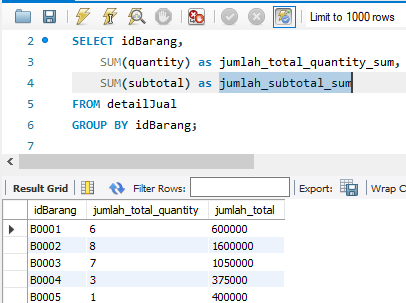 Limit to 1000 rows
2 SELECT idBarang,
3 SUM(quantity) as jumlah_total_quantity_sum,
4 SUM(subtotal) as jumlah_subtotal_sum
5 FROM detailJual
6 GROUP BY idBarang;
7
Result Grid Filter Rows: Export: Wrap C
idBarang jumlah_total_quantity jumlah_total
B0001 6 600000
B0002 8 1600000
B0003 7 1050000
B0004 3 375000
B0005 1 400000